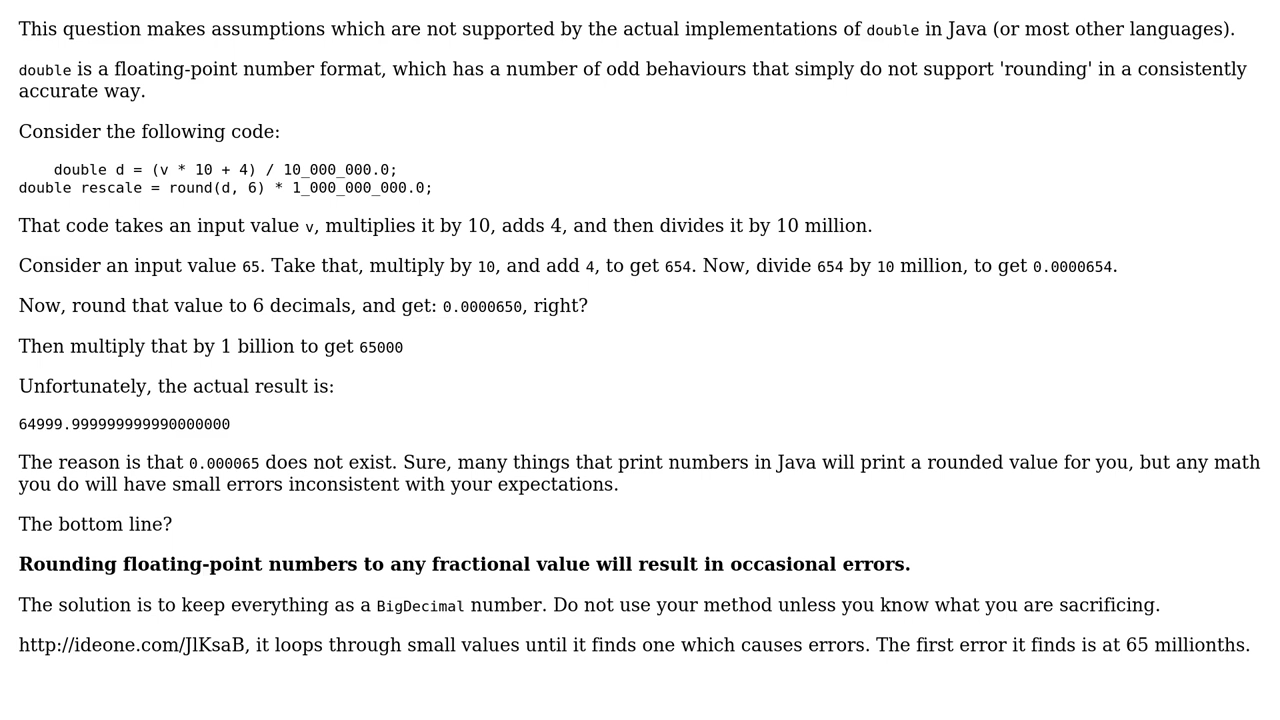 This question makes assumptions which are not supported by the actual implementations of double in Java (or most other languages).
double is a floating-point number format, which has a number of odd behaviours that simply do not support 'rounding' in a consistently
accurate way.
Consider the following code:
    double d = (v * 10 + 4) / 10_000_000.0;
double rescale = round(d, 6) * 1_000_000_000.0;
That code takes an input value v, multiplies it by 10, adds 4, and then divides it by 10 million.
Consider an input value 65. Take that, multiply by 10, and add 4, to get 654. Now, divide 654 by 10 million, to get 0.0000654.
Now, round that value to 6 decimals, and get: 0.0000650, right?
Then multiply that by 1 billion to get 65000
Unfortunately, the actual result is:
64999.999999999990000000
The reason is that 0.000065 does not exist. Sure, many things that print numbers in Java will print a rounded value for you, but any math
you do will have small errors inconsistent with your expectations.
The bottom line?
Rounding floating-point numbers to any fractional value will result in occasional errors.
The solution is to keep everything as a BigDecimal number. Do not use your method unless you know what you are sacrificing.
http://ideone.com/JlKsaB, it loops through small values until it finds one which causes errors. The first error it finds is at 65 millionths.